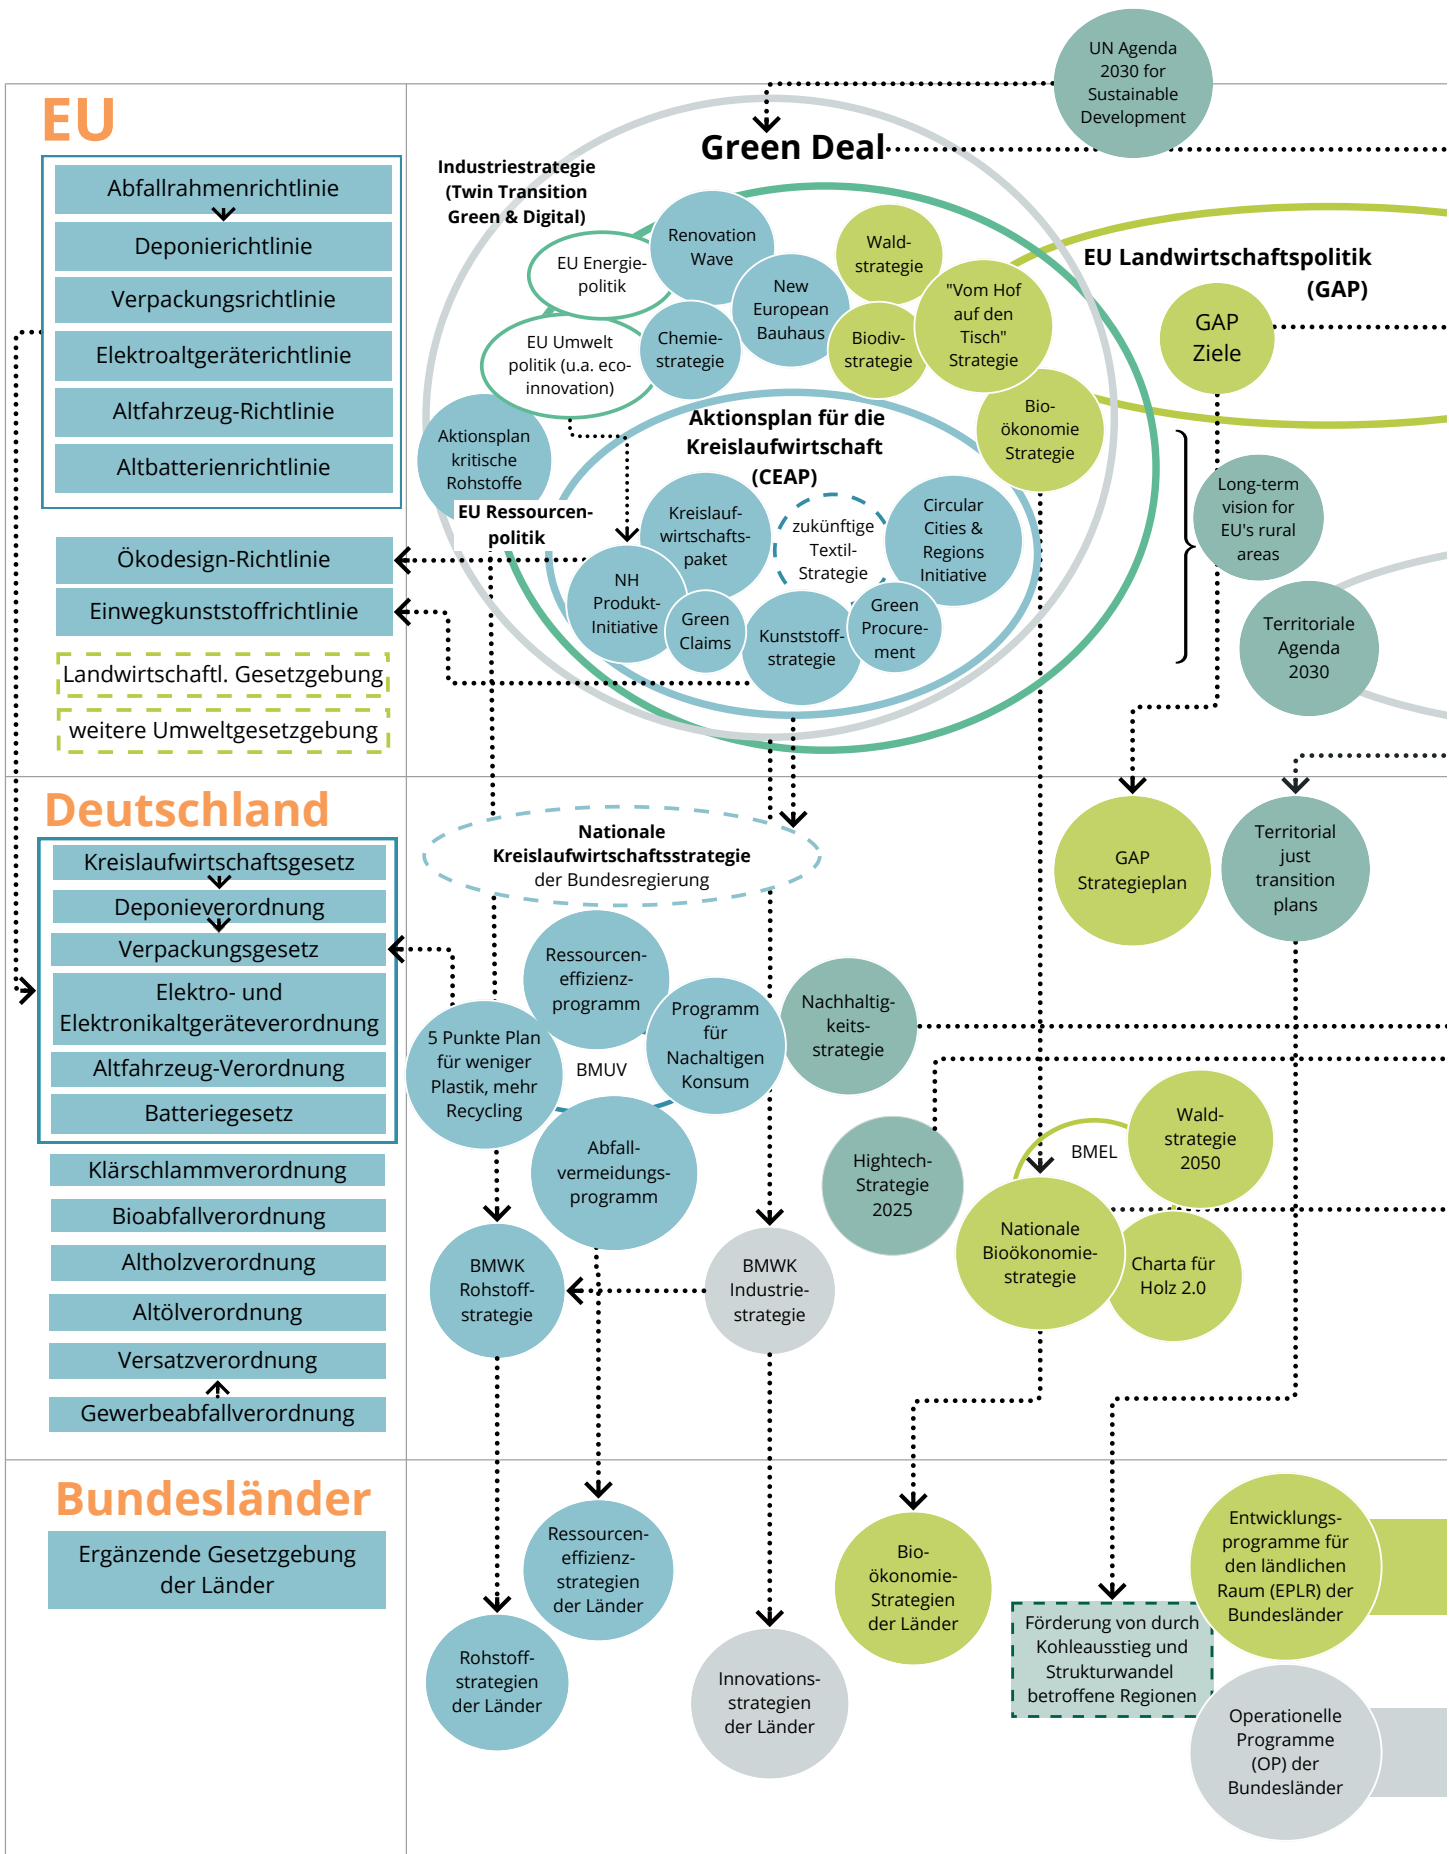 UN Agenda
2030 for
Sustainable
Development
EU
Abfallrahmenrichtlinie
Deponierichtlinie
Verpackungsrichtlinie
Elektroaltgeräterichtlinie
Altfahrzeug-Richtlinie
Altbatterienrichtlinie
Ökodesign-Richtlinie
Einwegkunststoffrichtlinie
Landwirtschaftl. Gesetzgebung
weitere Umweltgesetzgebung
Green Deal
Industriestrategie
(Twin Transition
Green & Digital)
EU Energie-
politik
EU Umwelt
politik (u.a. eco-
innovation)
Renovation
Wave
New
European
Bauhaus
Chemie-
strategie
Wald-
strategie
Biodiv-
strategie
"Vom Hof
auf den
Tisch"
Strategie
Bio-
ökonomie
Strategie
Aktionsplan
kritische
Rohstoffe
EU Ressourcen-
politik
Aktionsplan für die
Kreislaufwirtschaft
(CEAP)
Kreislauf-
wirtschafts-
paket
zukünftige
Textil-
Strategie
Circular
Cities &
Regions
Initiative
NH
Produkt-
Initiative
Green
Claims
Kunststoff-
strategie
Green
Procure-
ment
EU Landwirtschaftspolitik
(GAP)
GAP
Ziele
Long-term
vision for
EU's rural
areas
Territoriale
Agenda
2030
Deutschland
Kreislaufwirtschaftsgesetz
Deponieverordnung
Verpackungsgesetz
Elektro- und
Elektronikaltgeräteverordnung
Altfahrzeug-Verordnung
Batteriegesetz
Klärschlammverordnung
Bioabfallverordnung
Altholzverordnung
Altölverordnung
Versatzverordnung
Gewerbeabfallverordnung
Nationale
Kreislaufwirtschaftsstrategie
der Bundesregierung
Ressourcen-
effizienz-
programm
5 Punkte Plan
für weniger
Plastik, mehr
Recycling
BMUV
Programm
für
Nachaltigen
Konsum
Abfall-
vermeidungs-
programm
Nachhaltig-
keits-
strategie
Hightech-
Strategie
2025
BMWK
Rohstoff-
strategie
BMWK
Industrie-
strategie
GAP
Strategieplan
Territorial
just
transition
plans
BMEL
Wald-
strategie
2050
Nationale
Bioökonomie-
strategie
Charta für
Holz 2.0
Bundesländer
Ergänzende Gesetzgebung
der Länder
Ressourcen-
effizienz-
strategien
der Länder
Rohstoff-
strategien
der Länder
Innovations-
strategien
der Länder
Bio-
ökonomie-
Strategien
der Länder
Förderung von durch
Kohleausstieg und
Strukturwandel
betroffene Regionen
Entwicklungs-
programme für
den ländlichen
Raum (EPLR) der
Bundesländer
Operationelle
Programme
(OP) der
Bundesländer